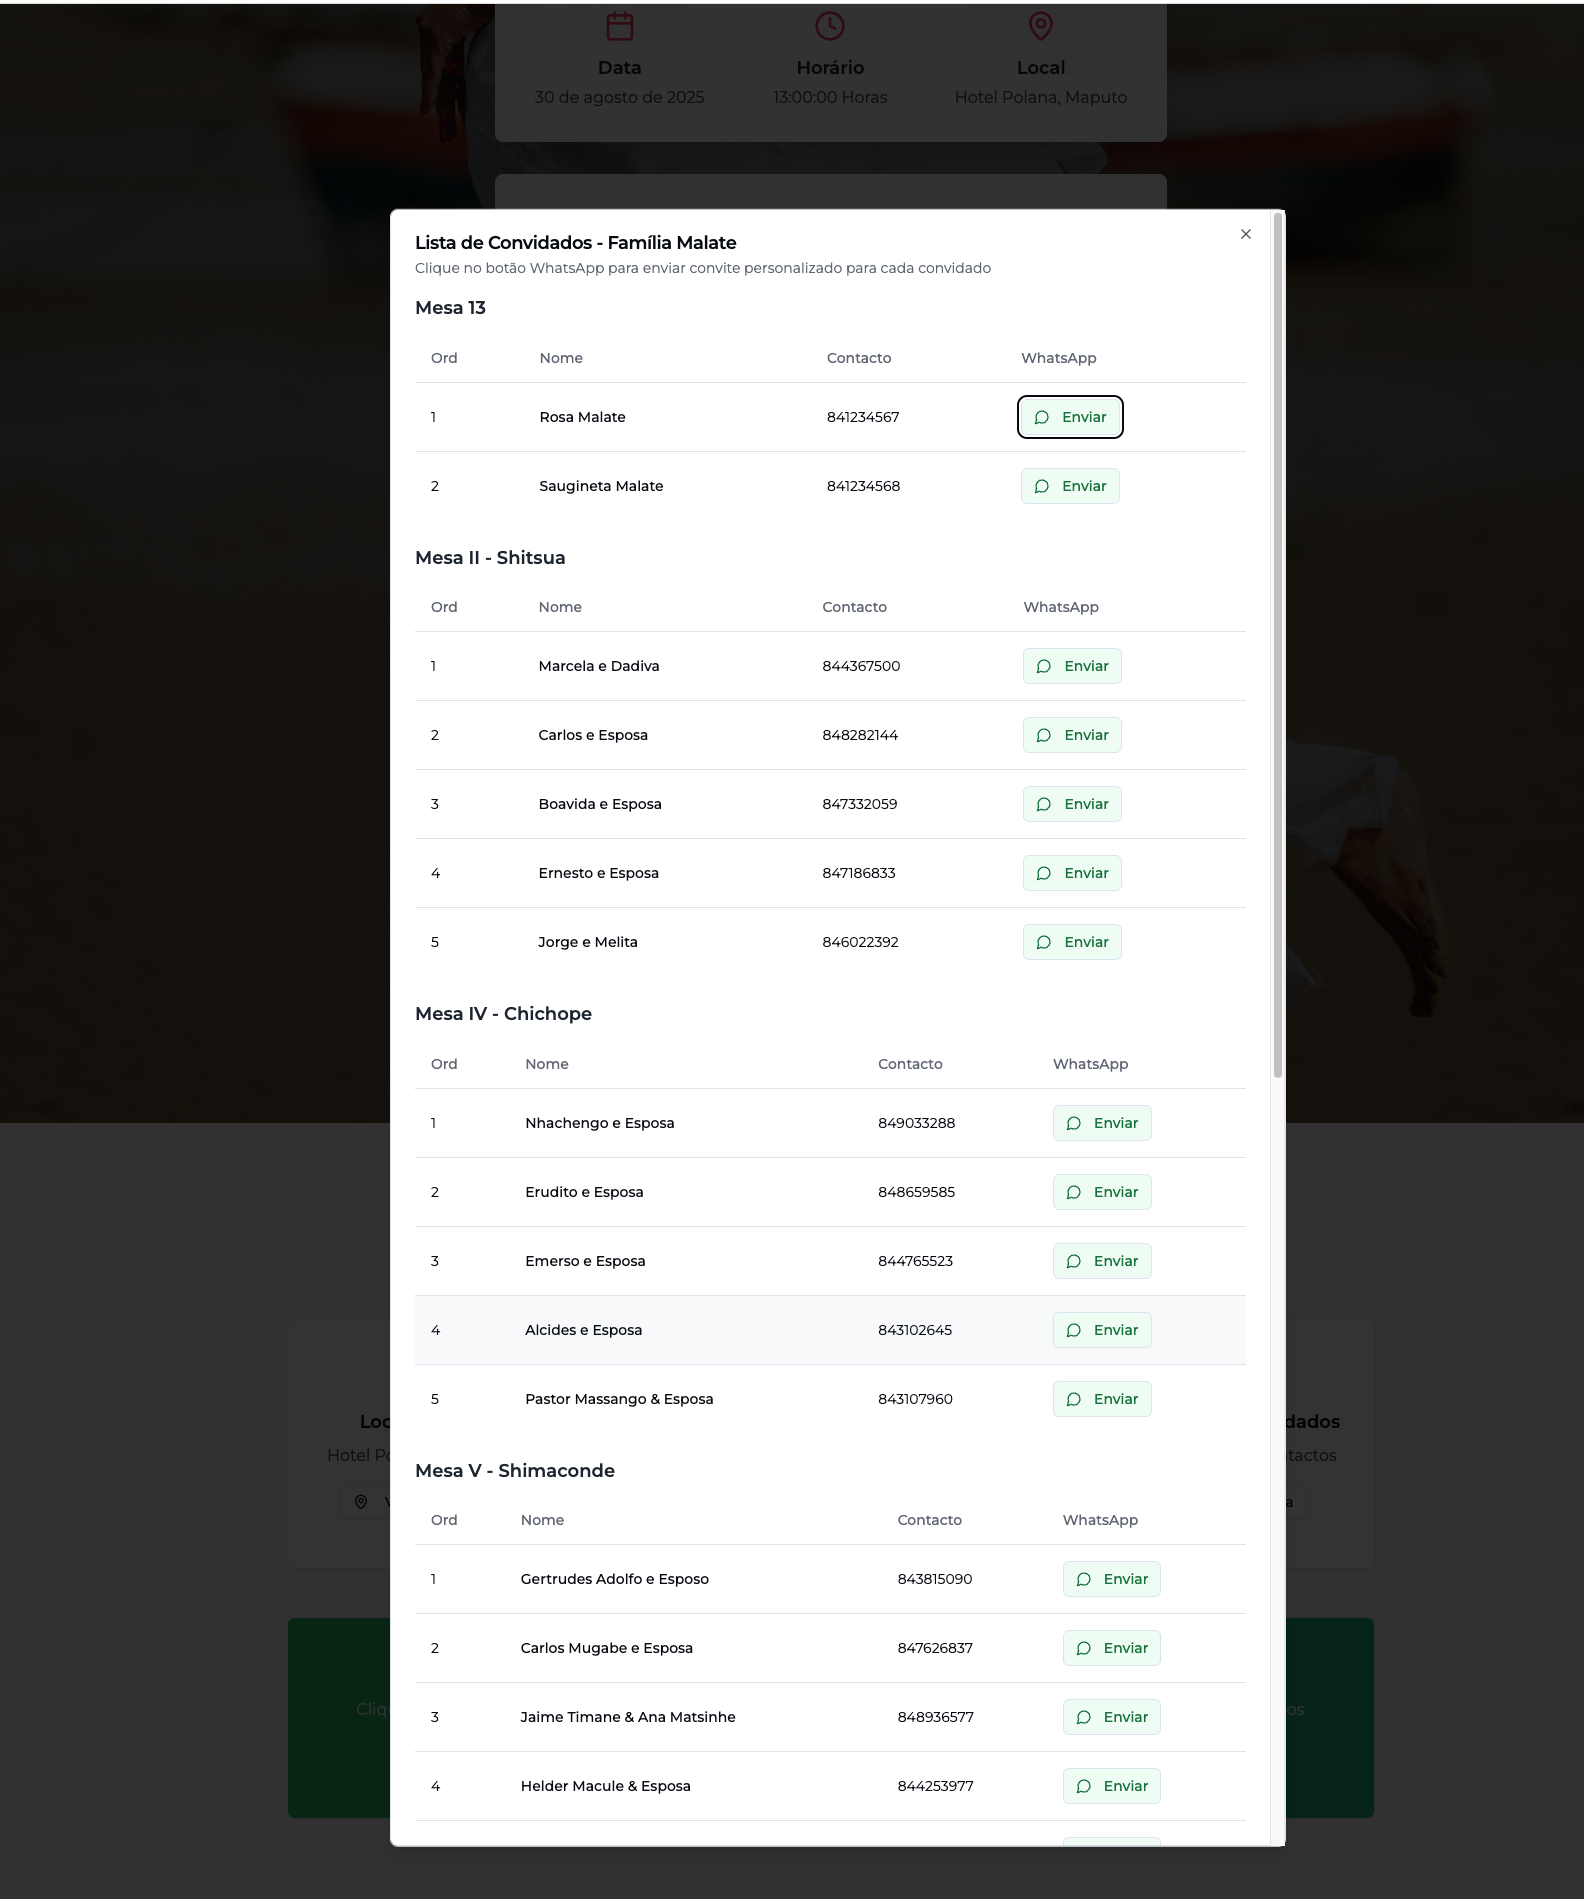 Data Horário Local
30 de agosto de 2025 13:00:00 Horas Hotel Polana, Maputo
Lista de Convidados - Família Malate
Clique no botão WhatsApp para enviar convite personalizado para cada convidado
Mesa 13
Ord Nome Contacto WhatsApp
1 Rosa Malate 841234567 Enviar
2 Saugineta Malate 841234568 Enviar
Mesa II - Shitsua
Ord Nome Contacto WhatsApp
1 Marcela e Dadiva 844367500 Enviar
2 Carlos e Esposa 848282144 Enviar
3 Boavida e Esposa 847332059 Enviar
4 Ernesto e Esposa 847186833 Enviar
5 Jorge e Melita 846022392 Enviar
Mesa IV - Chichope
Ord Nome Contacto WhatsApp
1 Nhachengo e Esposa 849033288 Enviar
2 Erudito e Esposa 848659585 Enviar
3 Emerso e Esposa 844765523 Enviar
4 Alcides e Esposa 843102645 Enviar
5 Pastor Massango & Esposa 843107960 Enviar
Mesa V - Shimaconde
Ord Nome Contacto WhatsApp
1 Gertrudes Adolfo e Esposo 843815090 Enviar
2 Carlos Mugabe e Esposa 847626837 Enviar
3 Jaime Timane & Ana Matsinhe 848936577 Enviar
4 Helder Macule & Esposa 844253977 Enviar
Hotel